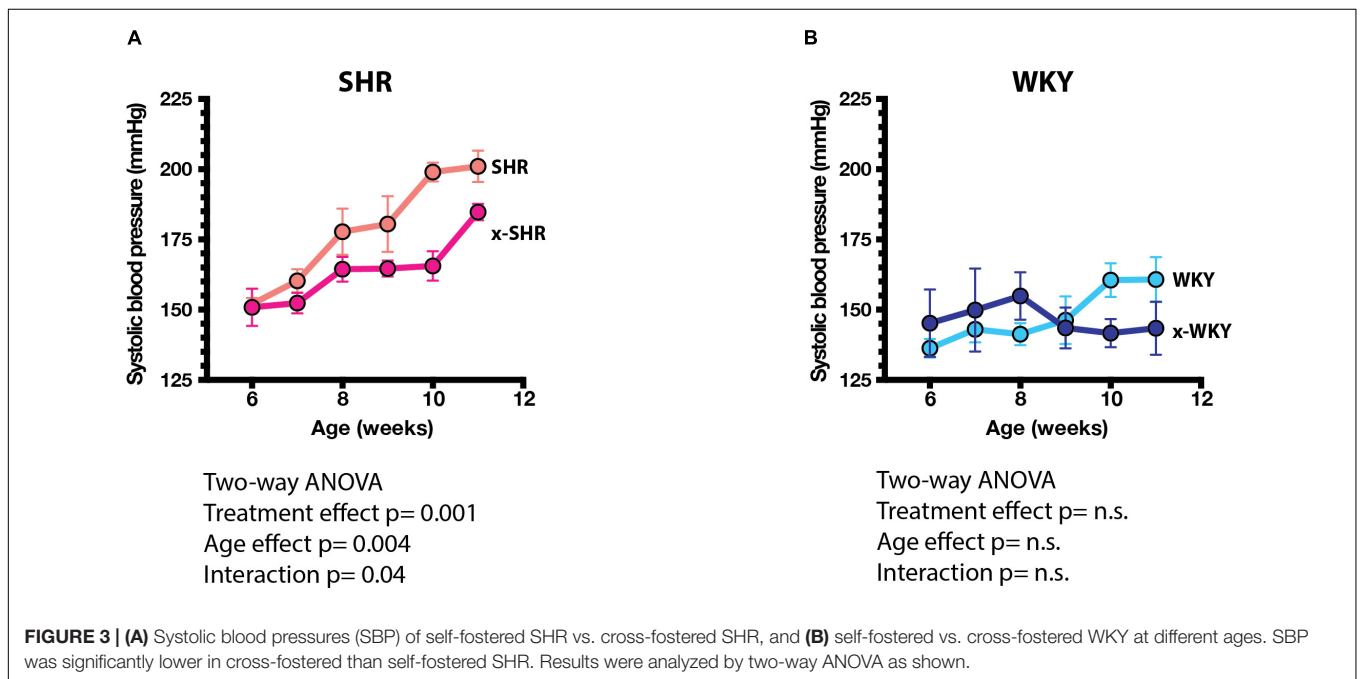 A
SHR
225
200
175
150
125
Systolic blood pressure (mmHg)
SHR
x-SHR
6 8 10 12
Age (weeks)
Two-way ANOVA
Treatment effect p= 0.001
Age effect p= 0.004
Interaction p= 0.04
B
WKY
225
200
175
150
125
Systolic blood pressure (mmHg)
WKY
x-WKY
6 8 10 12
Age (weeks)
Two-way ANOVA
Treatment effect p= n.s.
Age effect p= n.s.
Interaction p= n.s.
FIGURE 3 | (A) Systolic blood pressures (SBP) of self-fostered SHR vs. cross-fostered SHR, and (B) self-fostered vs. cross-fostered WKY at different ages. SBP
was significantly lower in cross-fostered than self-fostered SHR. Results were analyzed by two-way ANOVA as shown.